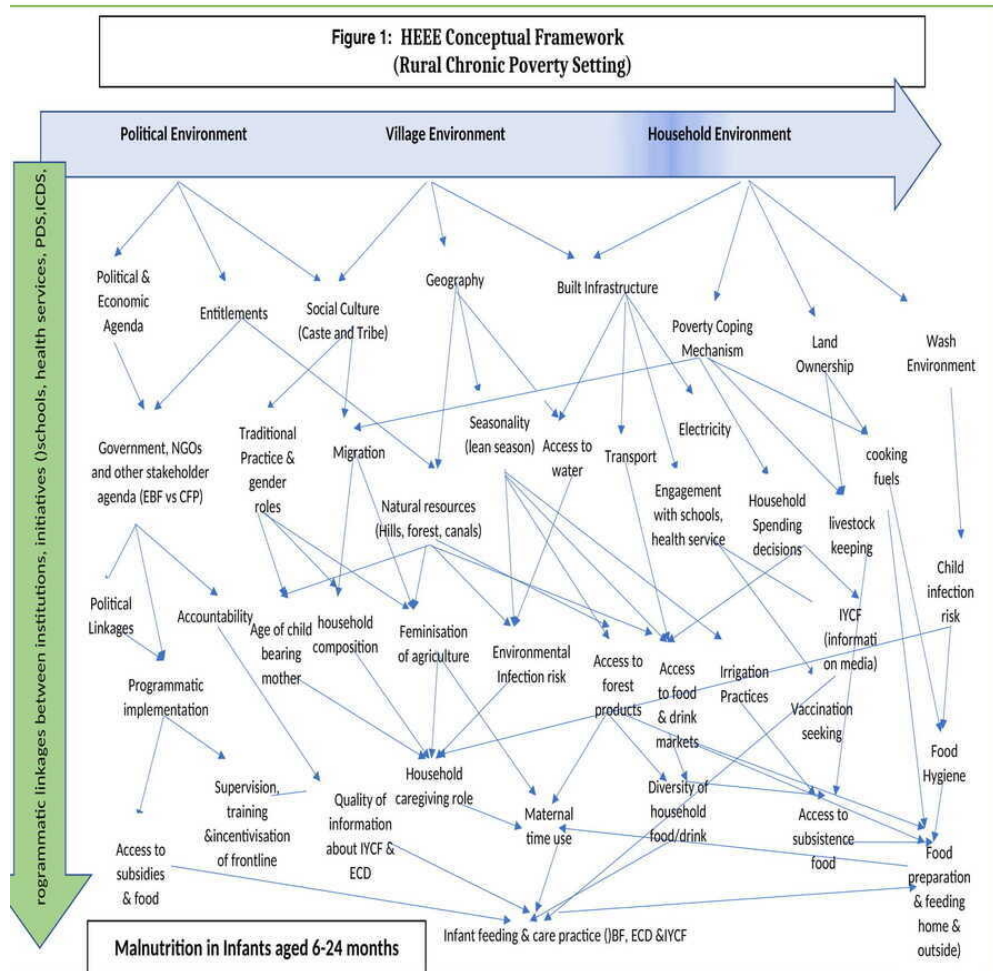 Figure 1: HEEE Conceptual Framework
(Rural Chronic Poverty Setting)
Political Environment
Village Environment
Household Environment
rogrammatic linkages between institutions, initiatives ()schools, health services, PDS,ICDS,
Political &
Economic
Agenda
Entitlements
Social Culture
(Caste and Tribe)
Geography
Built Infrastructure
Poverty Coping
Mechanism
Land
Ownership
Wash
Environment
Government, NGOs
and other stakeholder
agenda (EBF vs CFP)
Traditional
Practice &
gender
roles
Migration
Seasonality
(lean season)
Access to
water
Natural resources
(Hills, forest, canals)
Transport
Electricity
Engagement
with schools,
health service
Household
Spending
decisions
cooking
fuels
livestock
keeping
Child
infection
risk
Political
Linkages
Accountability
Age of child
bearing
mother
household
composition
Feminisation
of agriculture
Environmental
Infection risk
Access to
forest
products
Access
to food
& drink
markets
Irrigation
Practices
IYCF
(informati
on media)
Vaccination
seeking
Programmatic
implementation
Food
Hygiene
Supervision,
training
&incentivisation
of frontline
Household
caregiving role
Quality of
information
about IYCF &
ECD
Maternal
time use
Diversity of
household
food/drink
Access to
subsistence
food
Access to
subsidies
& food
Food
preparation
& feeding
home &
outside)
Infant feeding & care practice ()BF, ECD &IYCF
Malnutrition in Infants aged 6-24 months